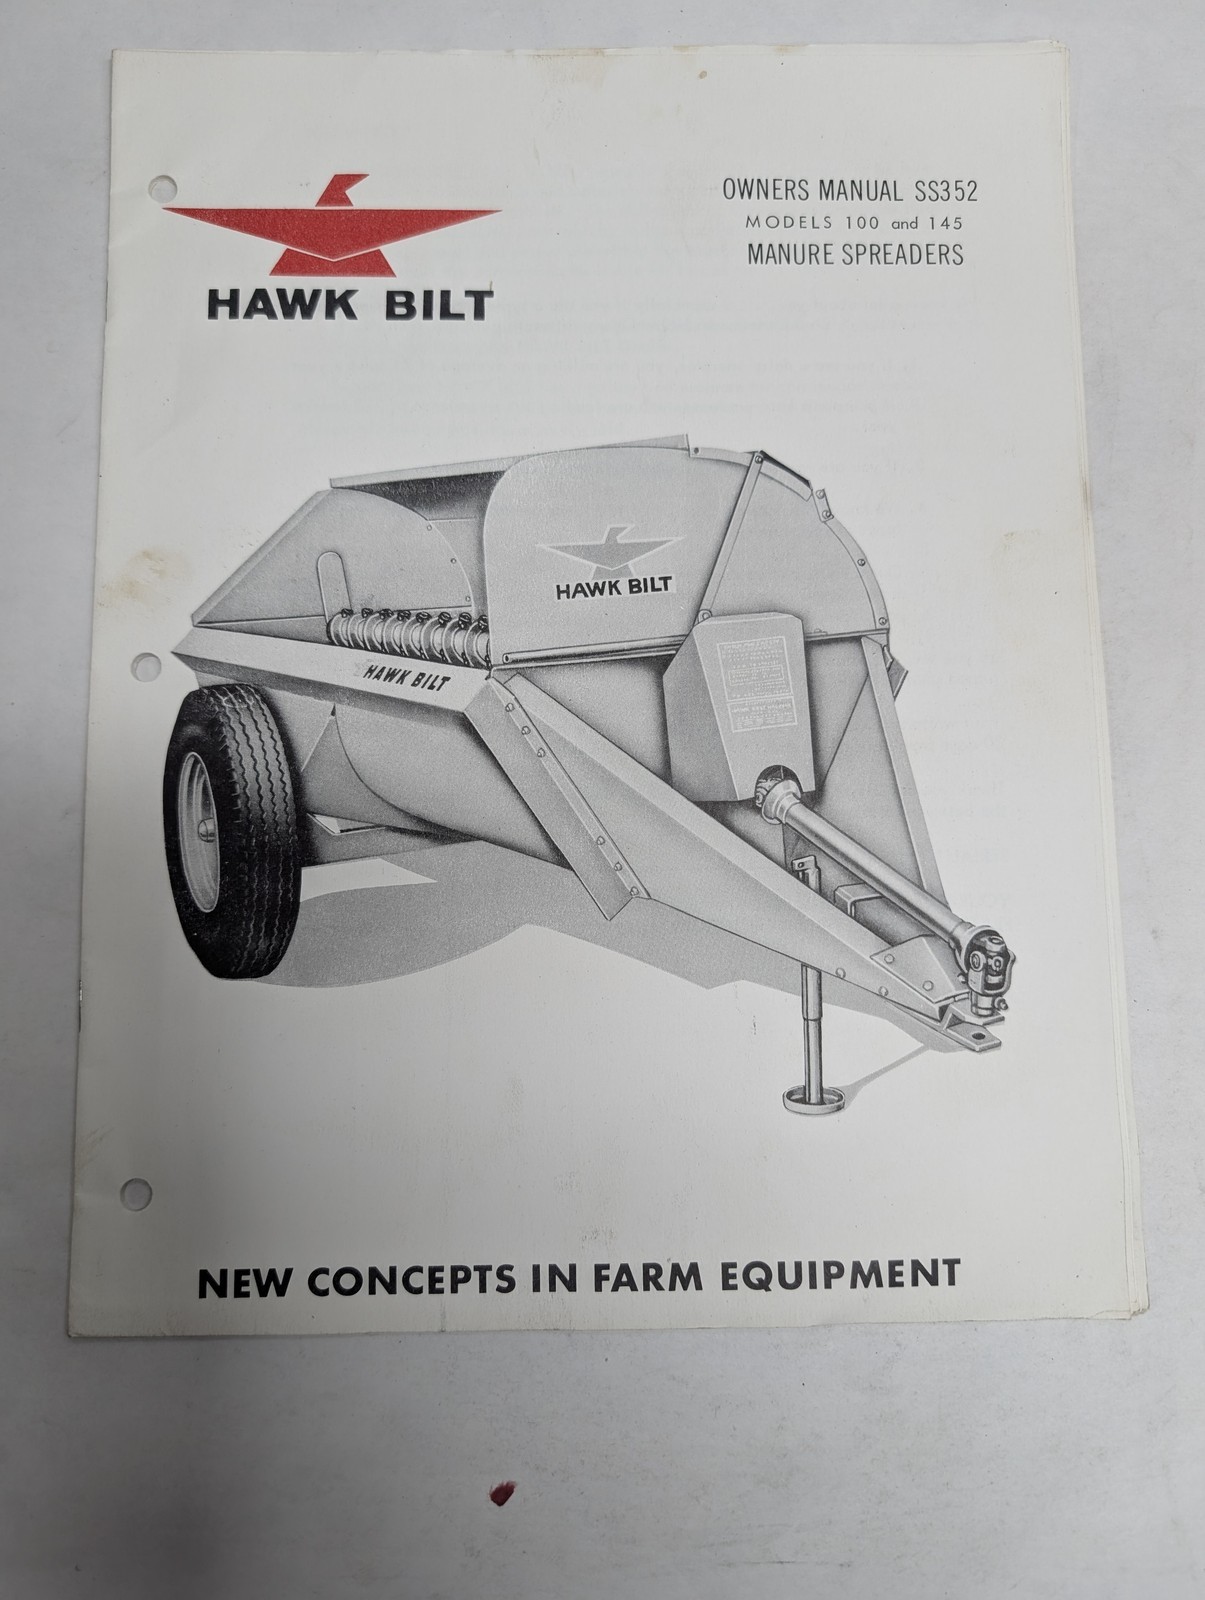 OWNERS MANUAL SS352
MODELS 100 and 145
MANURE SPREADERS
HAWK BILT
HAWK BILT
HAWK BILT
NEW CONCEPTS IN FARM EQUIPMENT